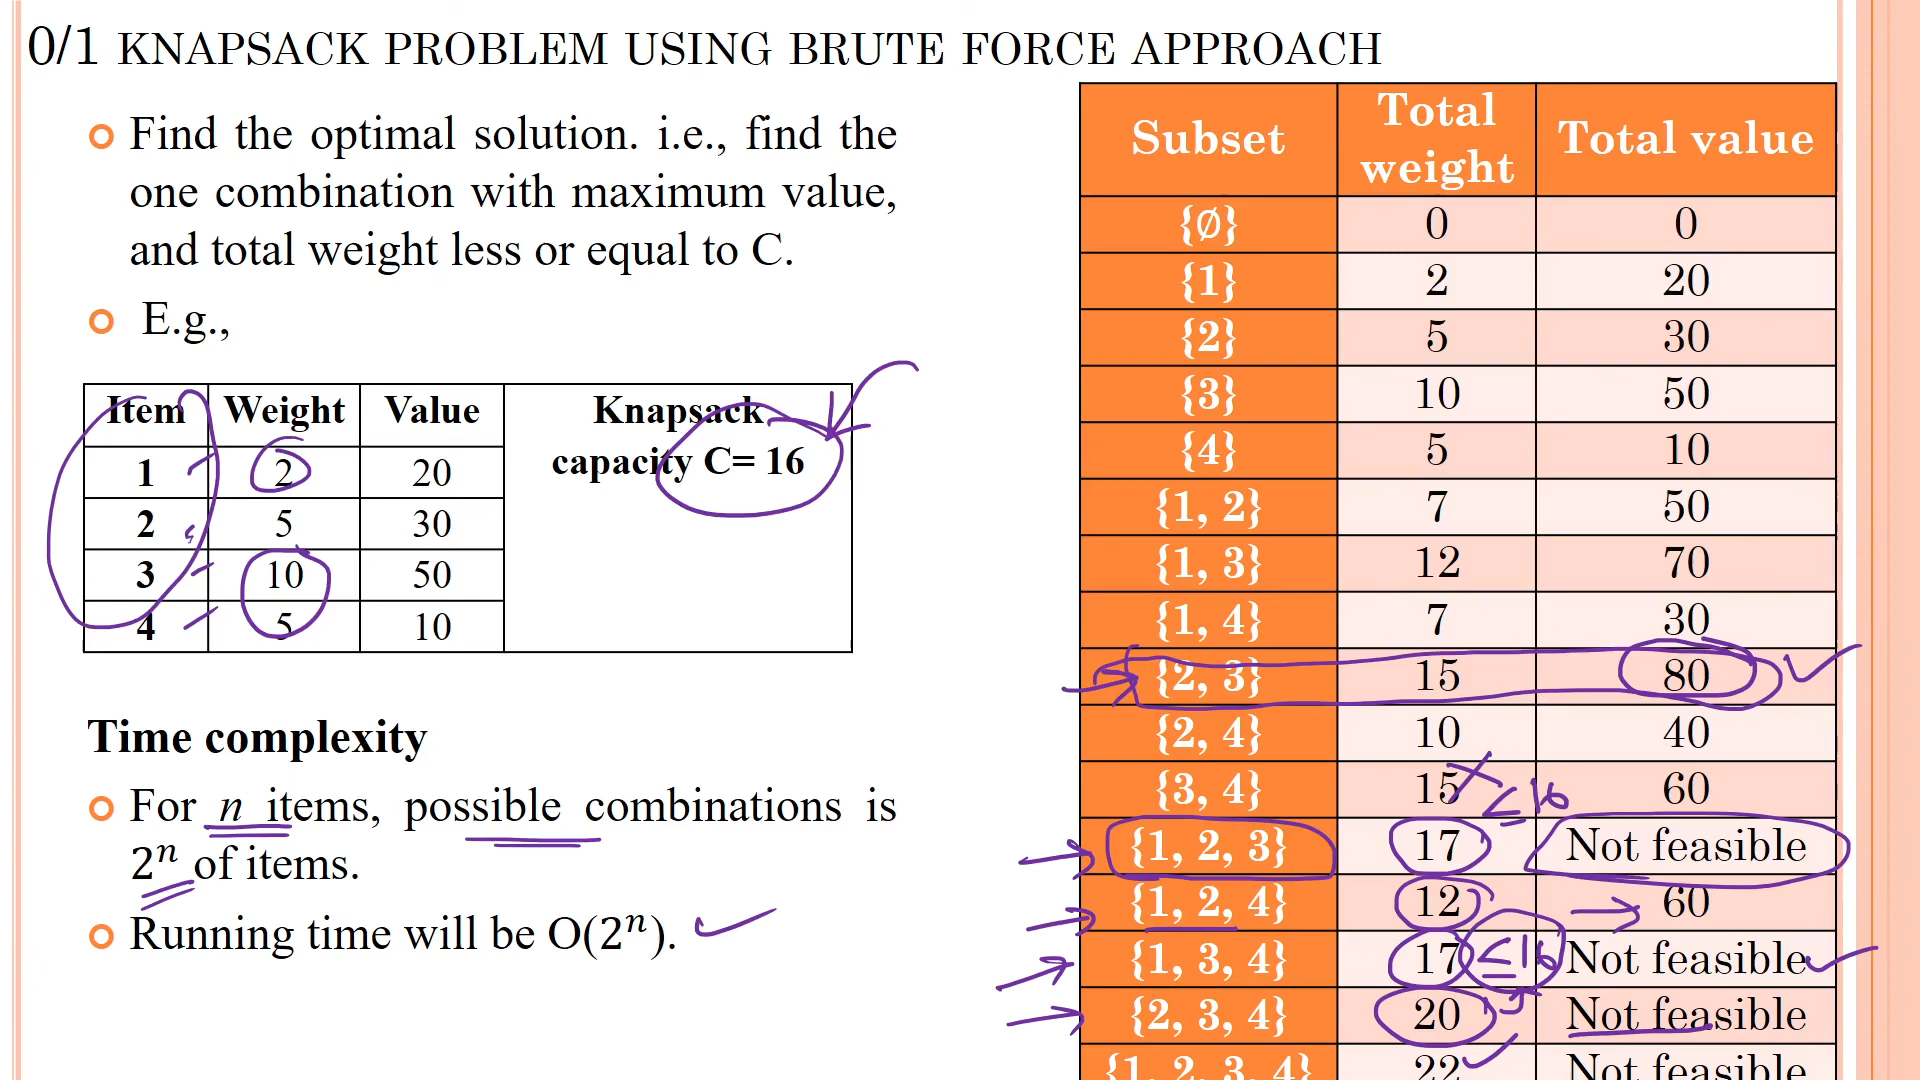 0/1 KNAPSACK PROBLEM USING BRUTE FORCE APPROACH
Find the optimal solution. i.e., find the
one combination with maximum value,
and total weight less or equal to C.
E.g.,
Item Weight Value Knapsack
capacity C= 16
1 2 20
2 5 30
3 10 50
4 5 10
Time complexity
For n items, possible combinations is
2ⁿ of items.
Running time will be O(2ⁿ).
Subset Total weight Total value
{∅} 0 0
{1} 2 20
{2} 5 30
{3} 10 50
{4} 5 10
{1, 2} 7 50
{1, 3} 12 70
{1, 4} 7 30
{2, 3} 15 80
{2, 4} 10 40
{3, 4} 15 ≤16 60
{1, 2, 3} 17 Not feasible
{1, 2, 4} 12 60
{1, 3, 4} 17 ≤16 Not feasible
{2, 3, 4} 20 Not feasible
{1, 2, 3, 4} 22 Not feasible